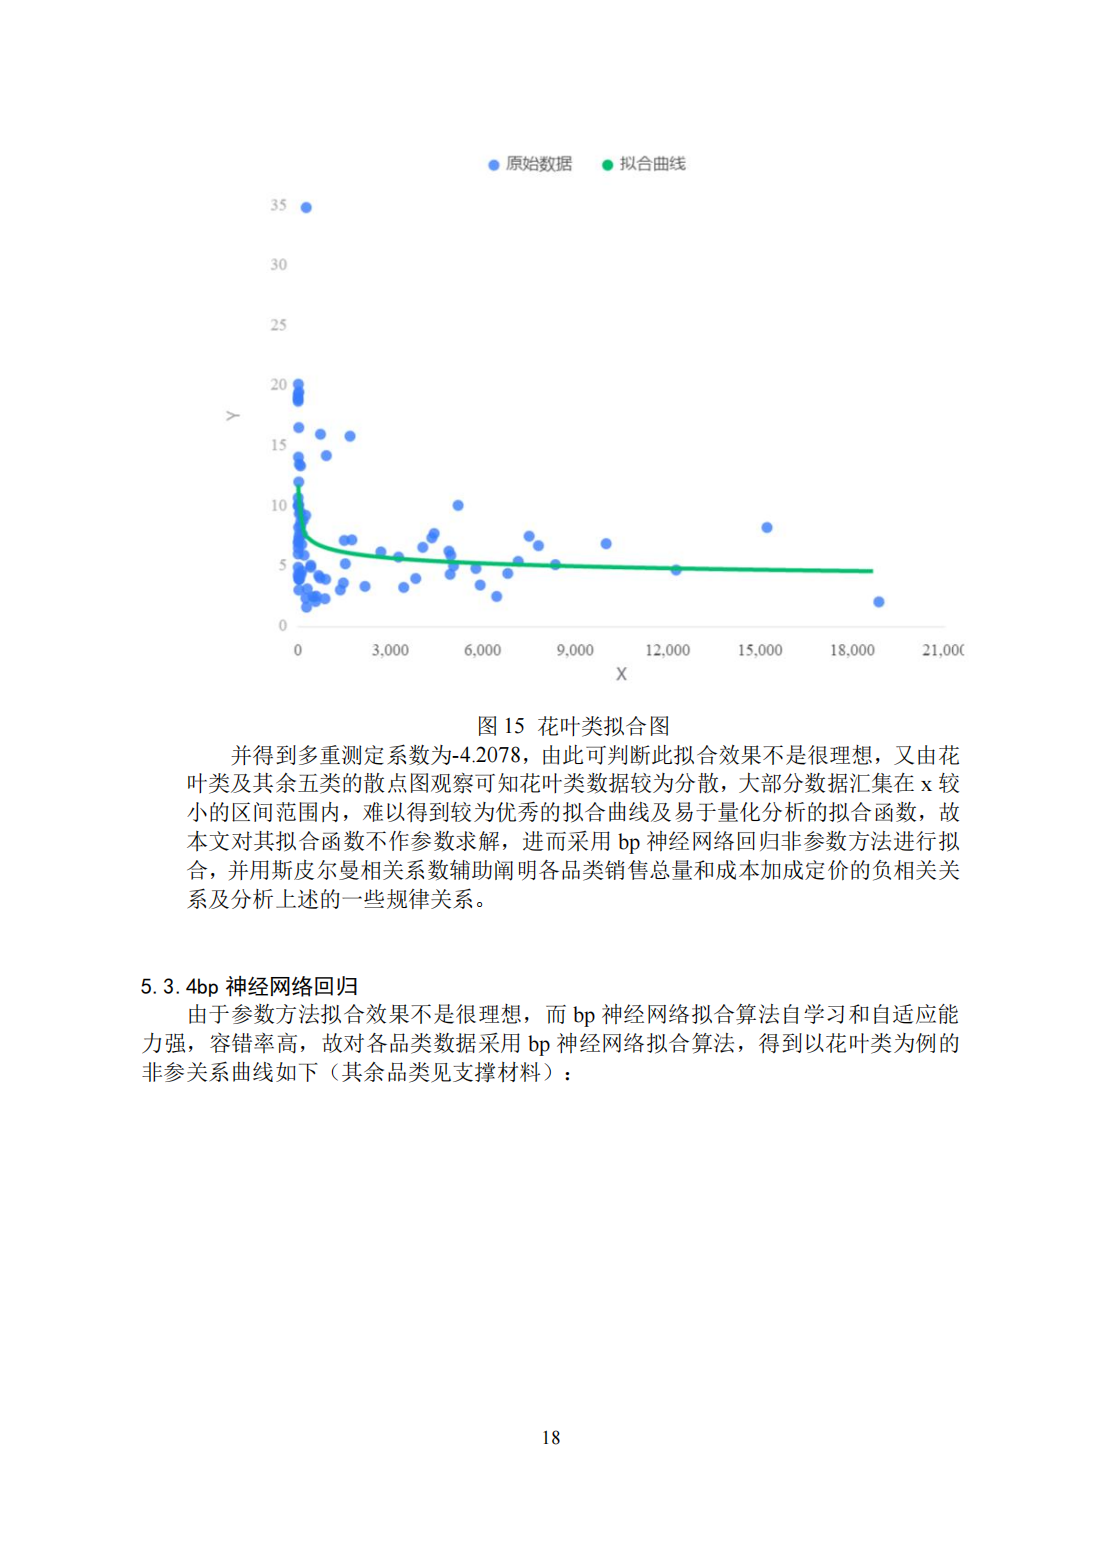 原始数据 拟合曲线
35
30
25
20
Y
15
10
5
0
0 3,000 6,000 9,000 12,000 15,000 18,000 21,000
X
图 15 花叶类拟合图
并得到多重测定系数为-4.2078，由此可判断此拟合效果不是很理想，又由花
叶类及其余五类的散点图观察可知花叶类数据较为分散，大部分数据汇集在 x 较
小的区间范围内，难以得到较为优秀的拟合曲线及易于量化分析的拟合函数，故
本文对其拟合函数不作参数求解，进而采用 bp 神经网络回归非参数方法进行拟
合，并用斯皮尔曼相关系数辅助阐明各品类销售总量和成本加成定价的负相关关
系及分析上述的一些规律关系。
5.3.4bp 神经网络回归
由于参数方法拟合效果不是很理想，而 bp 神经网络拟合算法自学习和自适应能
力强，容错率高，故对各品类数据采用 bp 神经网络拟合算法，得到以花叶类为例的
非参关系曲线如下（其余品类见支撑材料）：
18